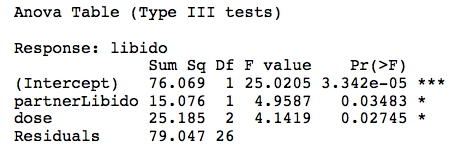 Anova Table (Type III tests)

Response: libido
              Sum Sq Df F value    Pr(>F)
(Intercept)   76.069  1 25.0205 3.342e-05 ***
partnerLibido 15.076  1  4.9587   0.03483 *
dose          25.185  2  4.1419   0.02745 *
Residuals     79.047 26